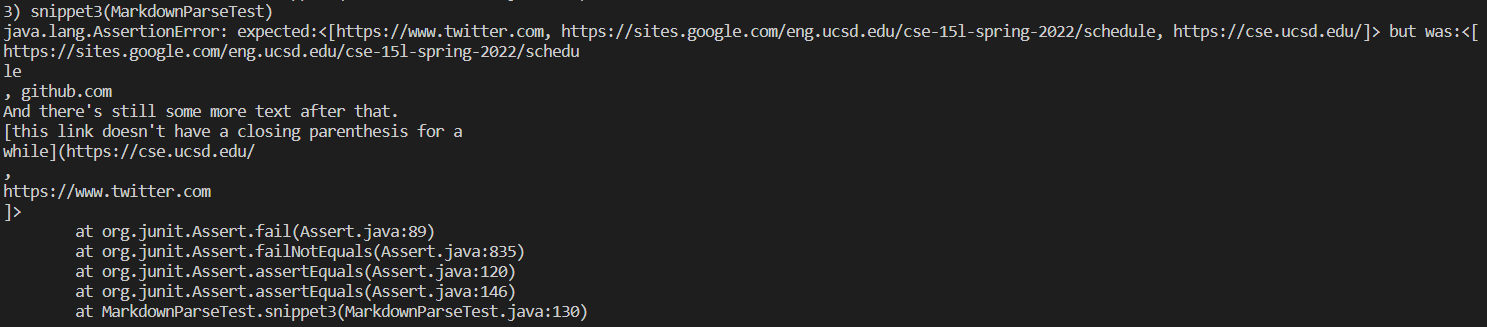 3) snippet3(MarkdownParseTest)
java.lang.AssertionError: expected:<[https://www.twitter.com, https://sites.google.com/eng.ucsd.edu/cse-15l-spring-2022/schedule, https://cse.ucsd.edu/]> but was:<[
https://sites.google.com/eng.ucsd.edu/cse-15l-spring-2022/schedu
le
, github.com
And there's still some more text after that.
[this link doesn't have a closing parenthesis for a
while](https://cse.ucsd.edu/
,
https://www.twitter.com
]>
at org.junit.Assert.fail(Assert.java:89)
at org.junit.Assert.failNotEquals(Assert.java:835)
at org.junit.Assert.assertEquals(Assert.java:120)
at org.junit.Assert.assertEquals(Assert.java:146)
at MarkdownParseTest.snippet3(MarkdownParseTest.java:130)